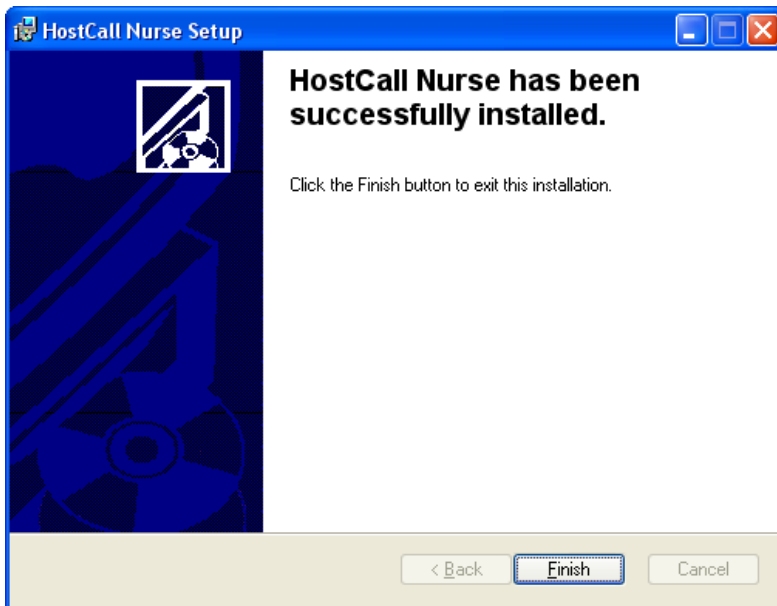 HostCall Nurse Setup
HostCall Nurse has been
successfully installed.
Click the Finish button to exit this installation.
< Back
Finish
Cancel